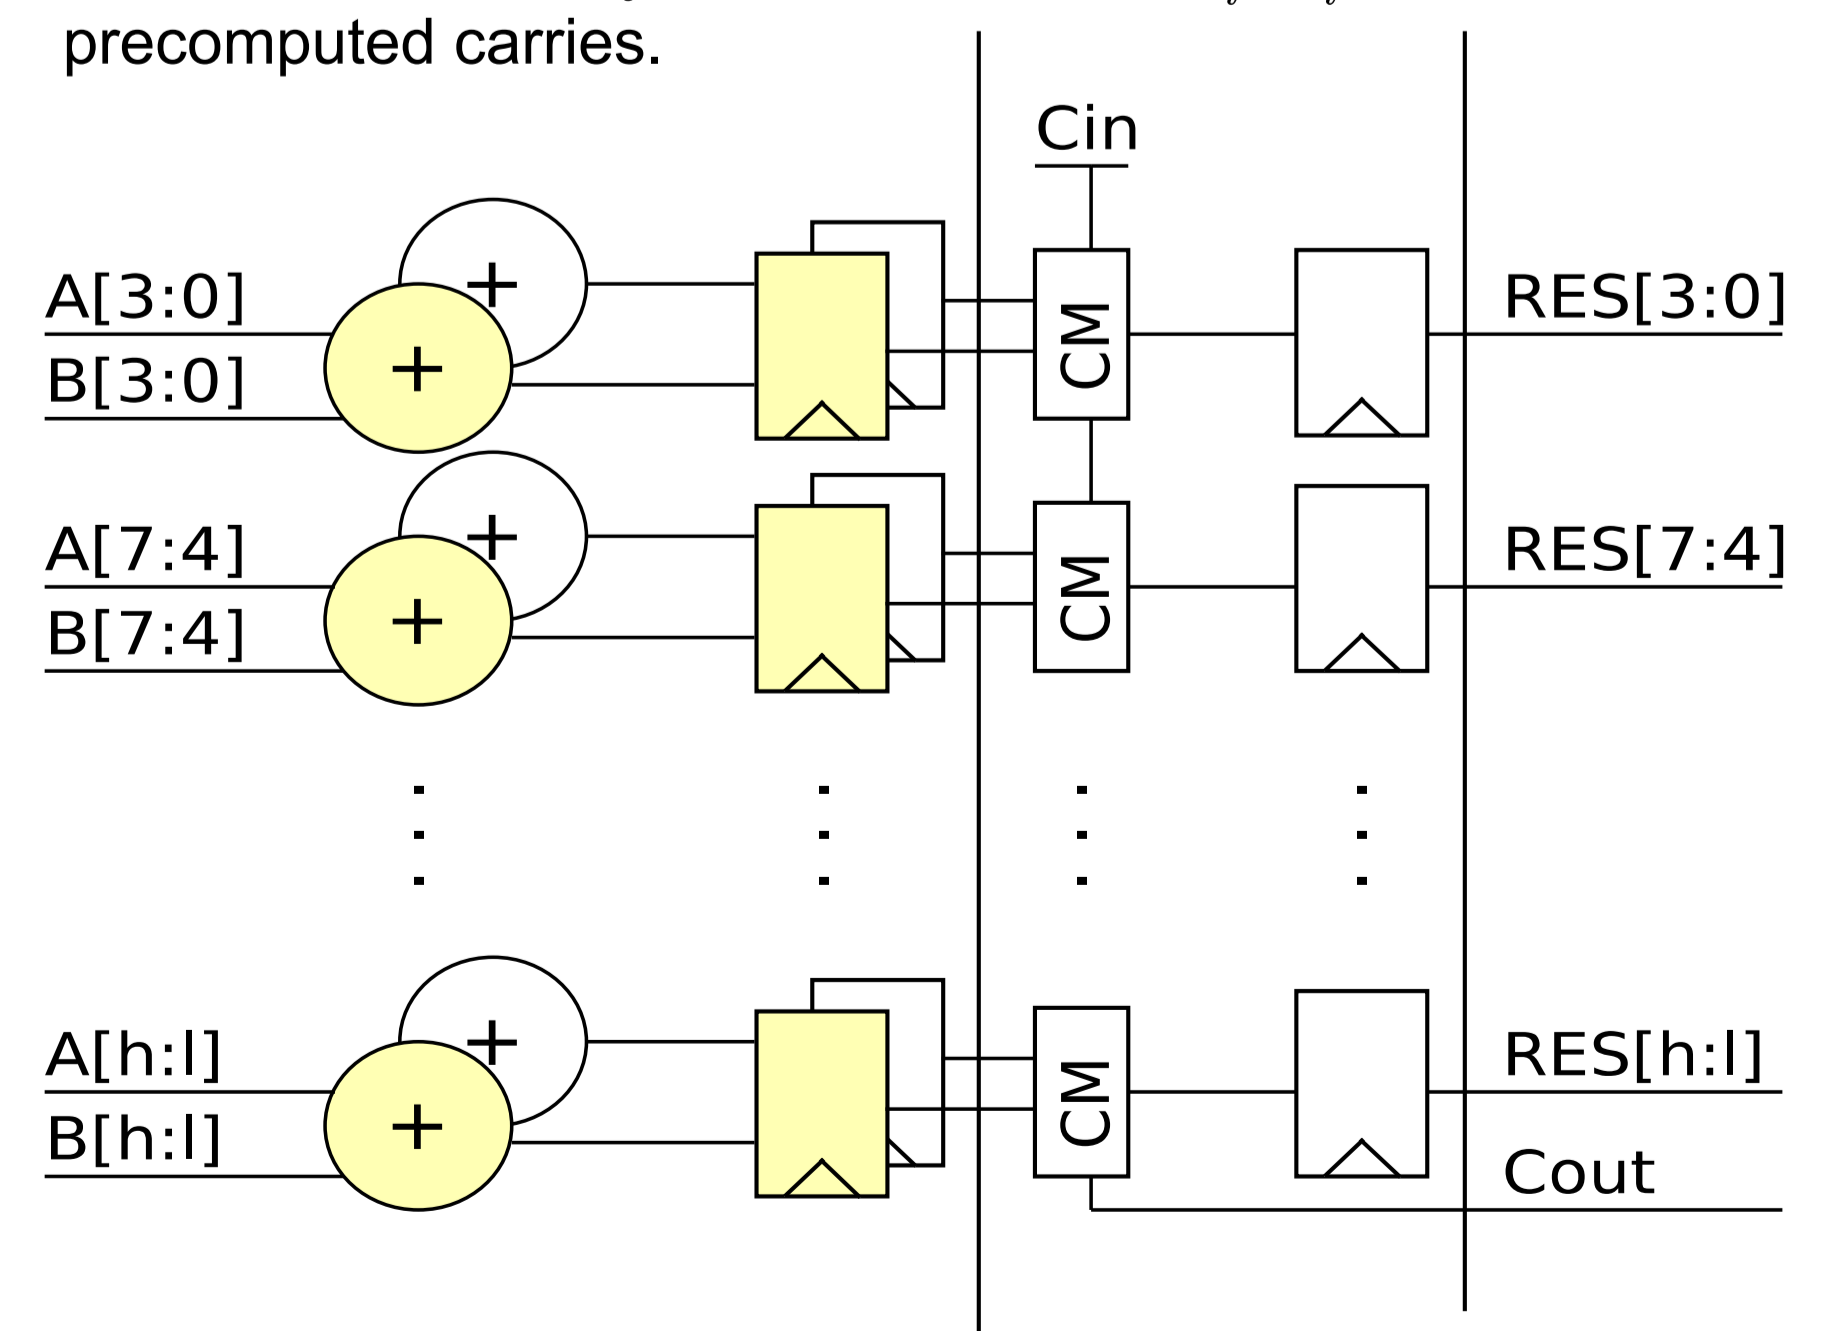 precomputed carries.
Cin
A[3:0]
B[3:0]
+
+
CM
RES[3:0]
A[7:4]
B[7:4]
+
+
CM
RES[7:4]
A[h:l]
B[h:l]
+
+
CM
RES[h:l]
Cout